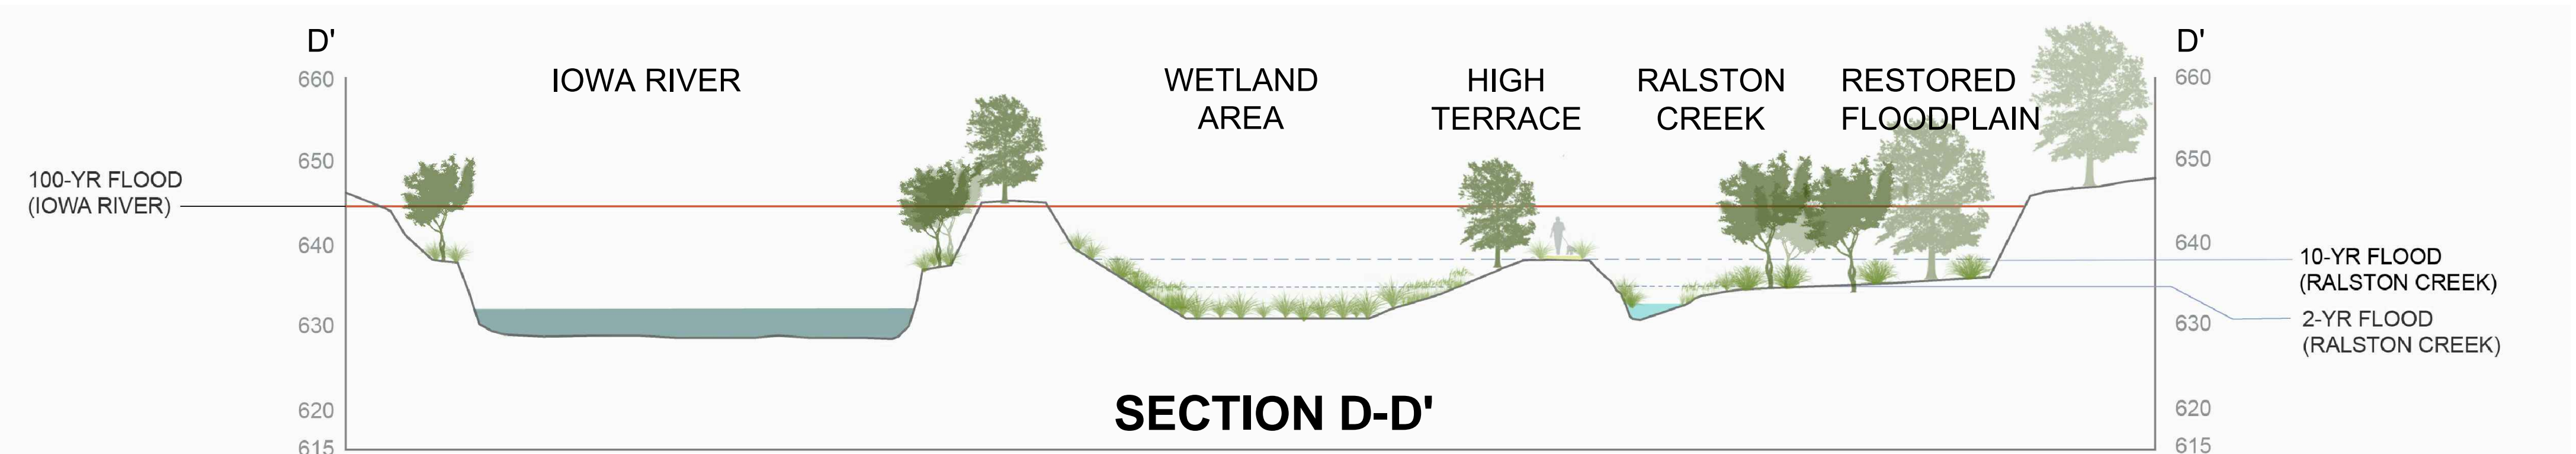 D'
D'
660
IOWA RIVER
WETLAND
AREA
HIGH
TERRACE
RALSTON
CREEK
RESTORED
FLOODPLAIN
660
650
650
100-YR FLOOD
(IOWA RIVER)
640
640
10-YR FLOOD
(RALSTON CREEK)
630
630
2-YR FLOOD
(RALSTON CREEK)
620
620
SECTION D-D'
615
615